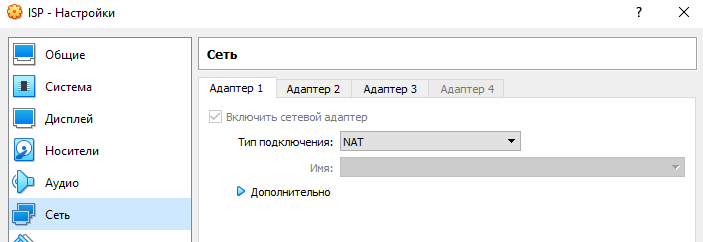 ISP - Настройки
?
Общие
Система
Дисплей
Носители
Аудио
Сеть
Сеть
Адаптер 1 Адаптер 2 Адаптер 3 Адаптер 4
Включить сетевой адаптер
Тип подключения: NAT
Имя:
Дополнительно